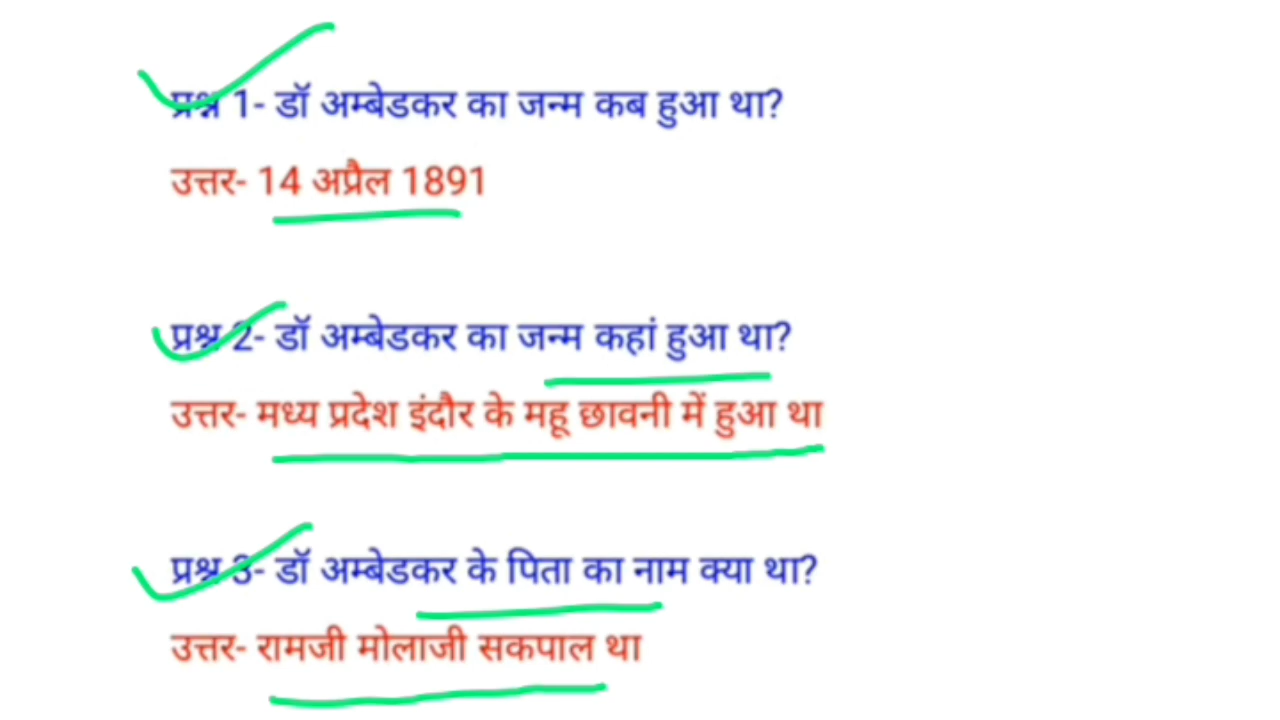 प्रश्न 1- डॉ अम्बेडकर का जन्म कब हुआ था?
उत्तर- 14 अप्रैल 1891
प्रश्न 2- डॉ अम्बेडकर का जन्म कहां हुआ था?
उत्तर- मध्य प्रदेश इंदौर के महू छावनी में हुआ था
प्रश्न 3- डॉ अम्बेडकर के पिता का नाम क्या था?
उत्तर- रामजी मोलाजी सकपाल था